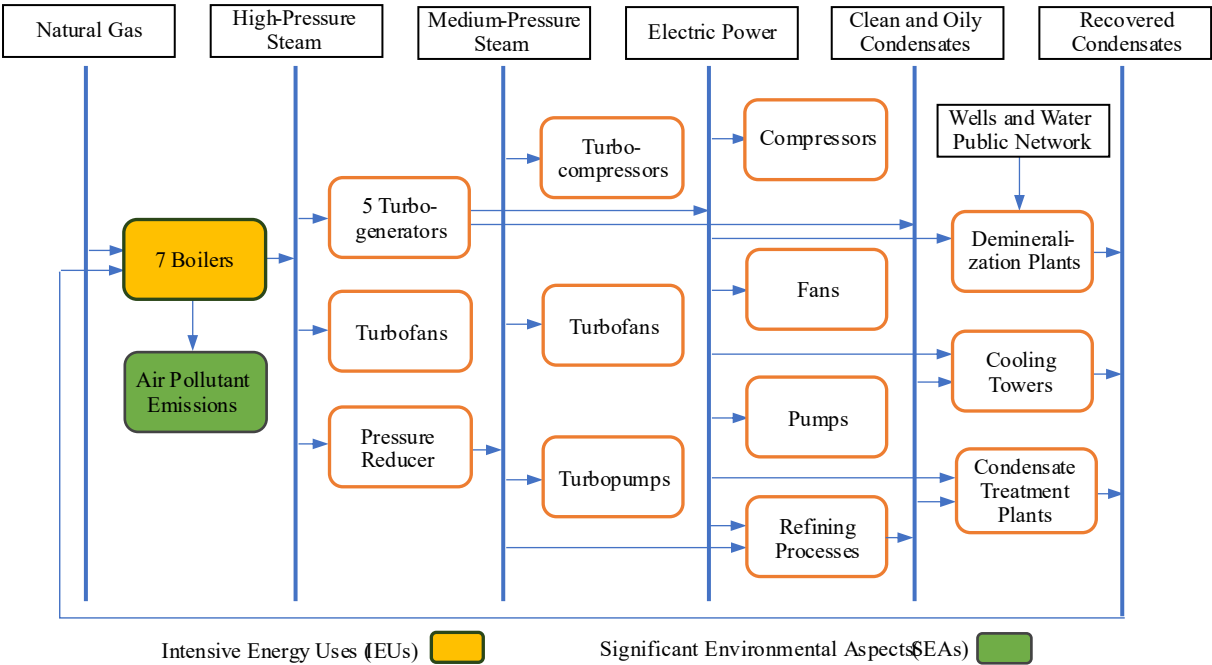 Natural Gas
High-Pressure
Steam
Medium-Pressure
Steam
Electric Power
Clean and Oily
Condensates
Recovered
Condensates
Wells and Water
Public Network
Compressors
Turbo-
compressors
5 Turbo-
generators
7 Boilers
Deminerali-
zation Plants
Fans
Turbofans
Turbofans
Cooling
Towers
Air Pollutant
Emissions
Pumps
Pressure
Reducer
Turbopumps
Condensate
Treatment
Plants
Refining
Processes
Intensive Energy Uses (IEUs)
Significant Environmental Aspects(SEAs)